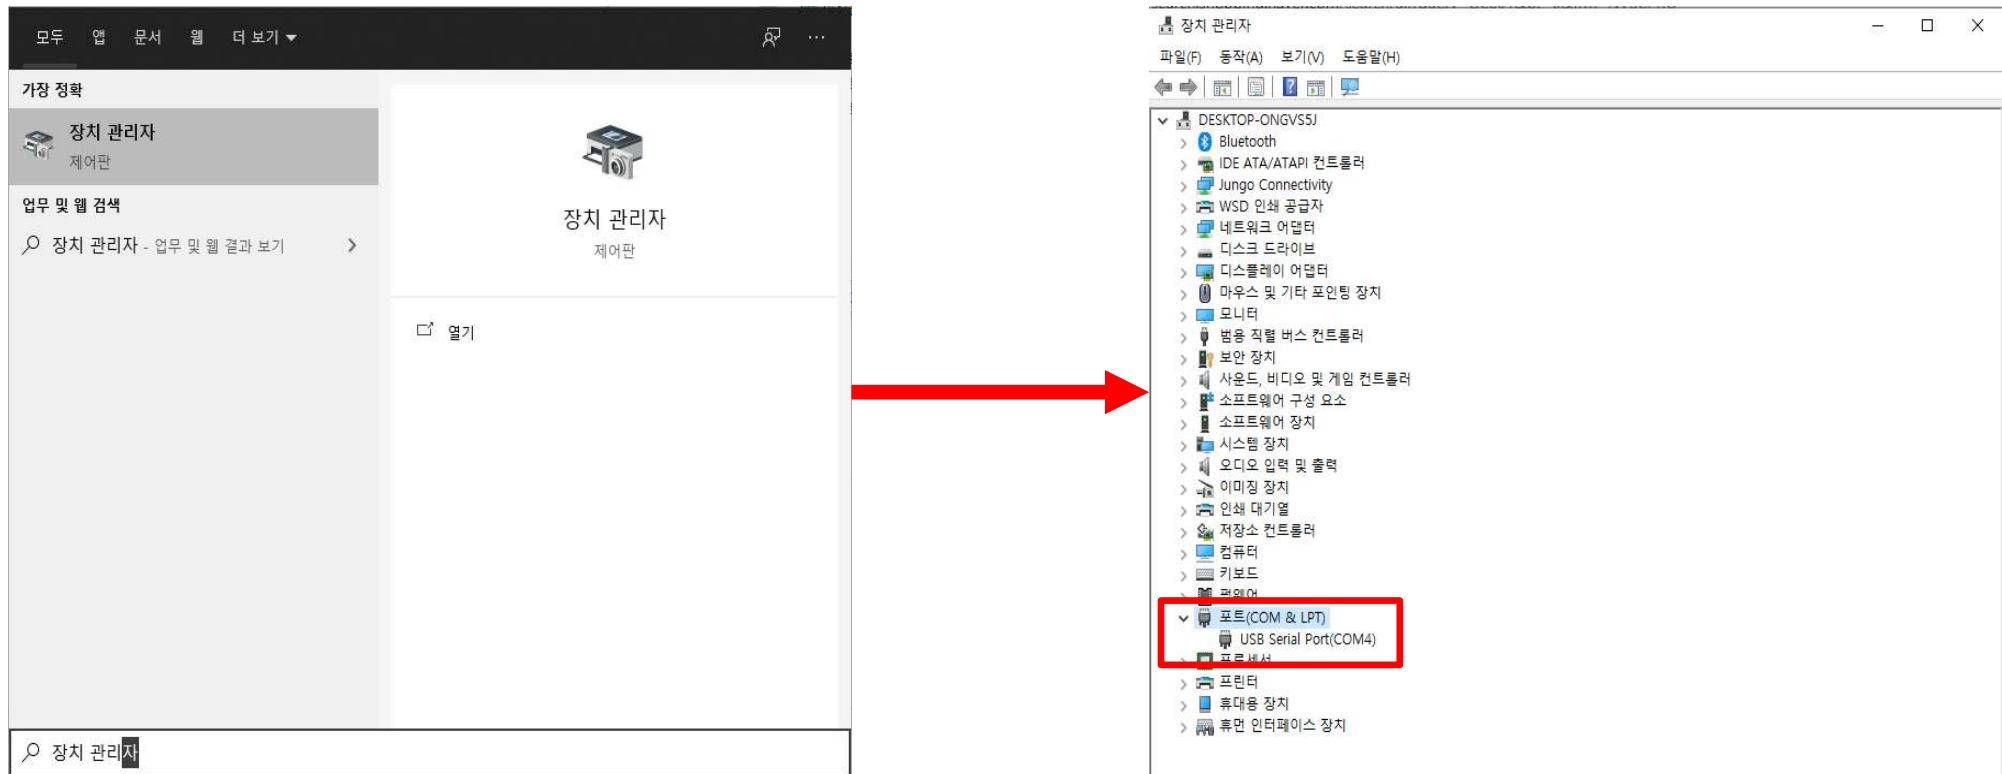 모두 앱 문서 웹 더 보기
가장 정확
장치 관리자
제어판
업무 및 웹 검색
장치 관리자 - 업무 및 웹 결과 보기
장치 관리자
제어판
열기
장치 관리자
장치 관리자
파일(F) 동작(A) 보기(V) 도움말(H)
DESKTOP-ONGVS5J
Bluetooth
IDE ATA/ATAPI 컨트롤러
Jungo Connectivity
WSD 인쇄 공급자
네트워크 어댑터
디스크 드라이브
디스플레이 어댑터
마우스 및 기타 포인팅 장치
모니터
범용 직렬 버스 컨트롤러
보안 장치
사운드, 비디오 및 게임 컨트롤러
소프트웨어 구성 요소
소프트웨어 장치
시스템 장치
오디오 입력 및 출력
이미징 장치
인쇄 대기열
저장소 컨트롤러
컴퓨터
키보드
펌웨어
포트(COM & LPT)
USB Serial Port(COM4)
프로세서
프린터
휴대용 장치
휴먼 인터페이스 장치